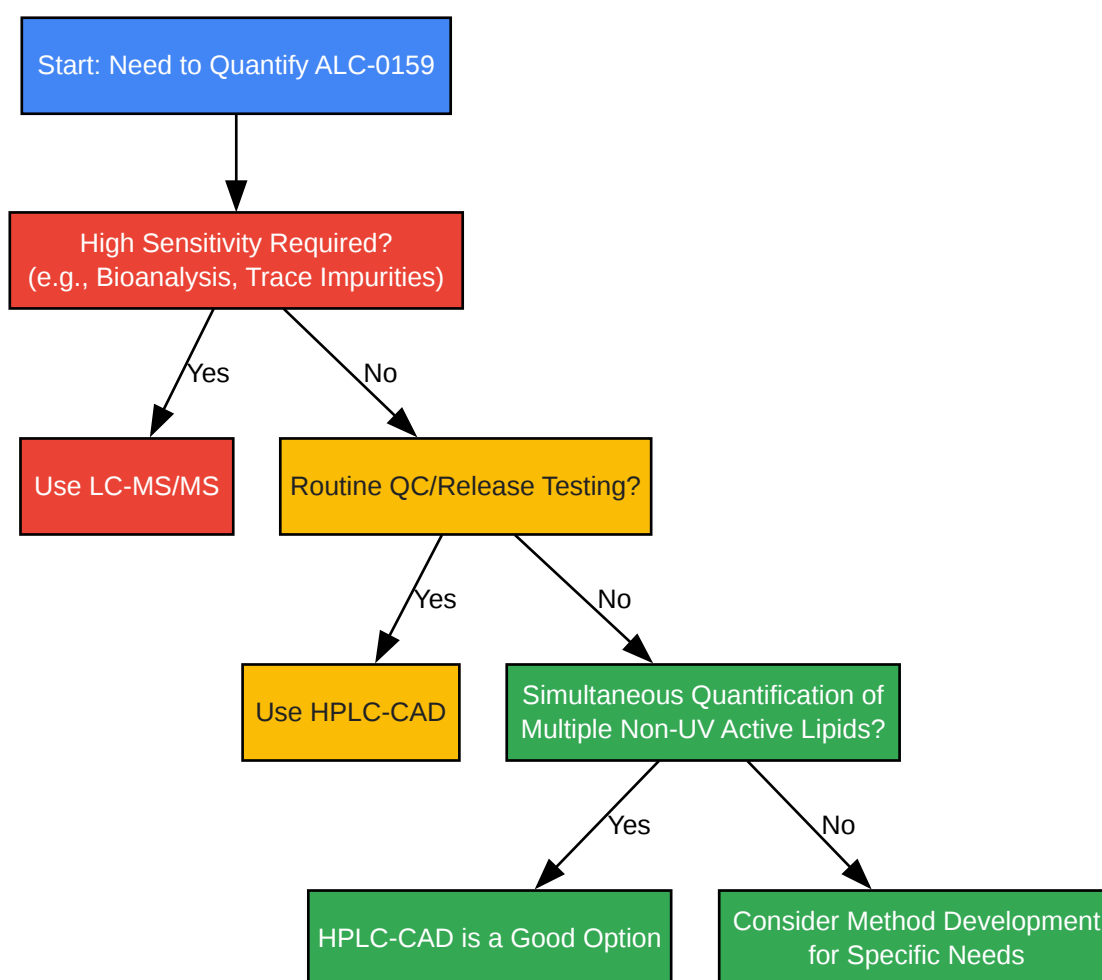 Start: Need to Quantify ALC-0159
High Sensitivity Required?
(e.g., Bioanalysis, Trace Impurities)
Yes
No
Use LC-MS/MS
Routine QC/Release Testing?
Yes
No
Use HPLC-CAD
Simultaneous Quantification of
Multiple Non-UV Active Lipids?
Yes
No
HPLC-CAD is a Good Option
Consider Method Development
for Specific Needs